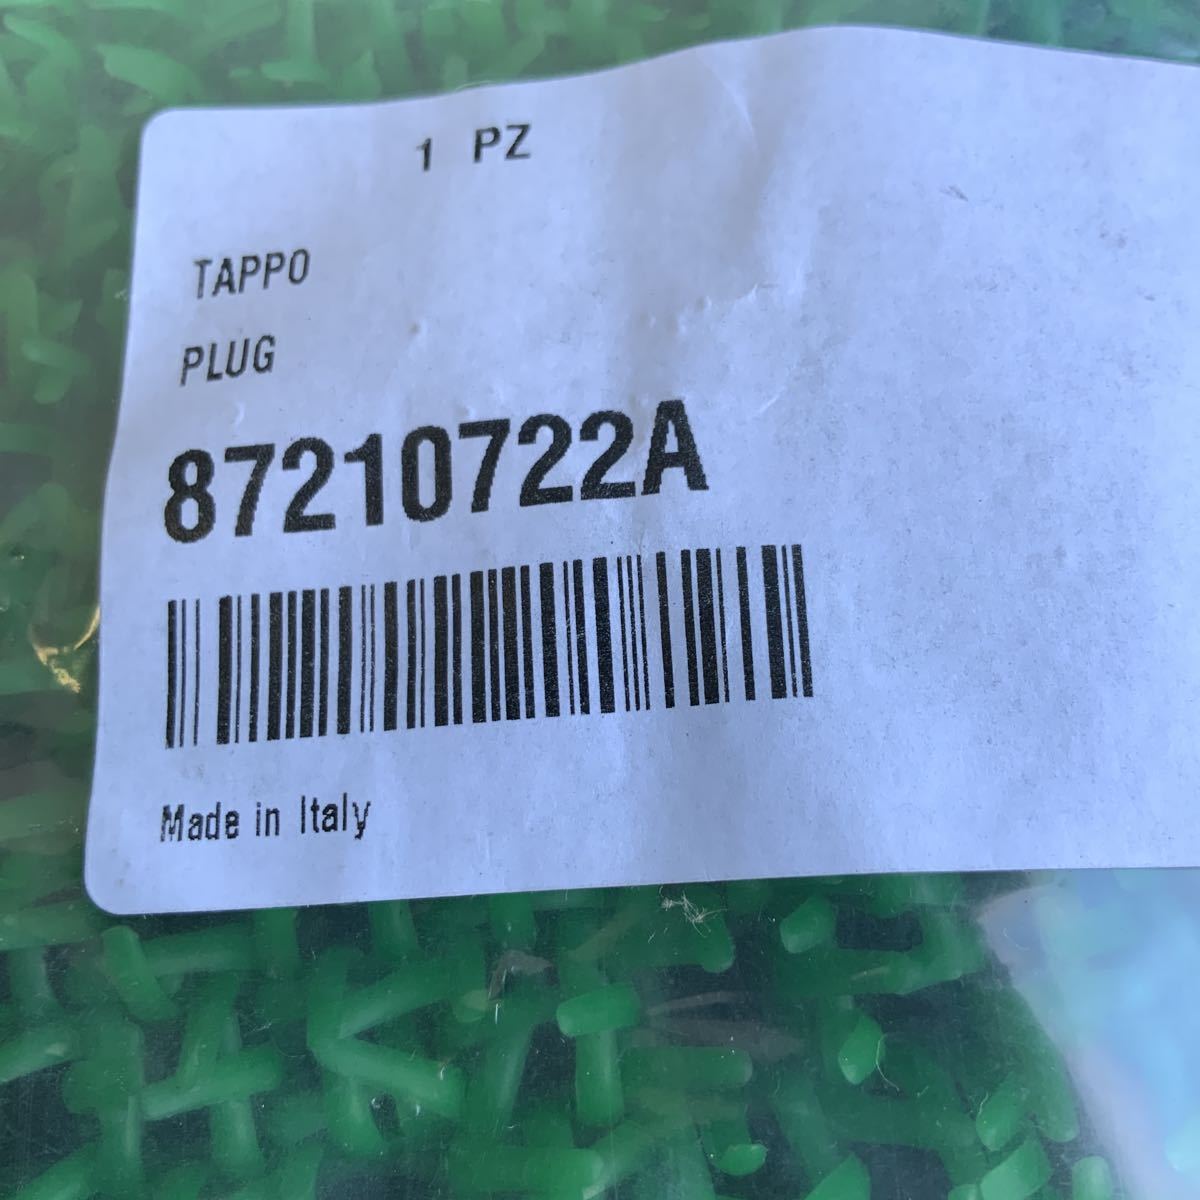 1 PZ
TAPPO
PLUG
87210722A
Made in Italy